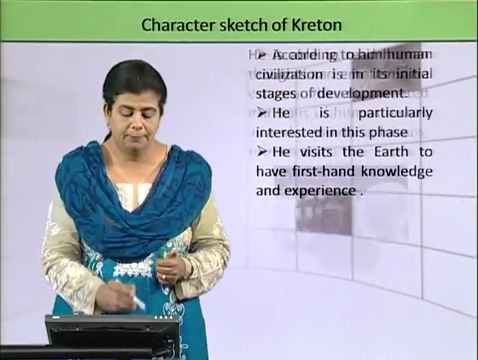 Character sketch of Kreton
According to him human
civilization is in its initial
stages of development.
➢ He is particularly
interested in this phase
➢ He visits the Earth to
have first-hand knowledge
and experience .